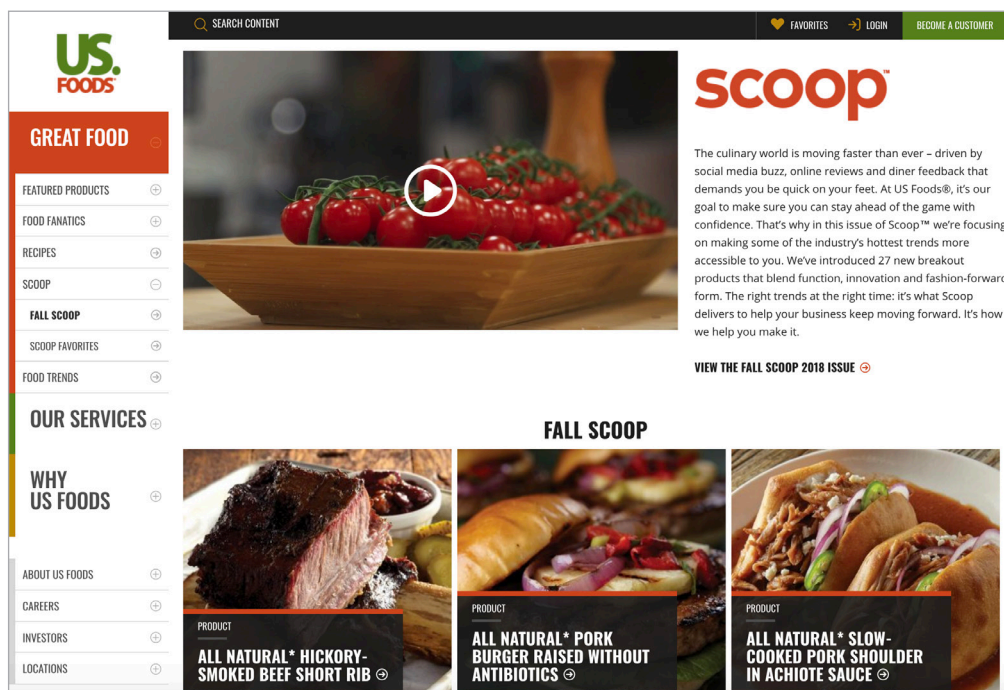 US.
FOODS
SEARCH CONTENT
FAVORITES
LOGIN
BECOME A CUSTOMER
GREAT FOOD
FEATURED PRODUCTS
FOOD FANATICS
RECIPES
SCOOP
FALL SCOOP
SCOOP FAVORITES
FOOD TRENDS
OUR SERVICES
WHY
US FOODS
ABOUT US FOODS
CAREERS
INVESTORS
LOCATIONS
scoop™
The culinary world is moving faster than ever – driven by
social media buzz, online reviews and diner feedback that
demands you be quick on your feet. At US Foods®, it's our
goal to make sure you can stay ahead of the game with
confidence. That's why in this issue of Scoop™ we're focusing
on making some of the industry's hottest trends more
accessible to you. We've introduced 27 new breakout
products that blend function, innovation and fashion-forward
form. The right trends at the right time: it's what Scoop
delivers to help your business keep moving forward. It's how
we help you make it.
VIEW THE FALL SCOOP 2018 ISSUE
FALL SCOOP
PRODUCT
ALL NATURAL* HICKORY-
SMOKED BEEF SHORT RIB
PRODUCT
ALL NATURAL* PORK
BURGER RAISED WITHOUT
ANTIBIOTICS
PRODUCT
ALL NATURAL* SLOW-
COOKED PORK SHOULDER
IN ACHIOTE SAUCE